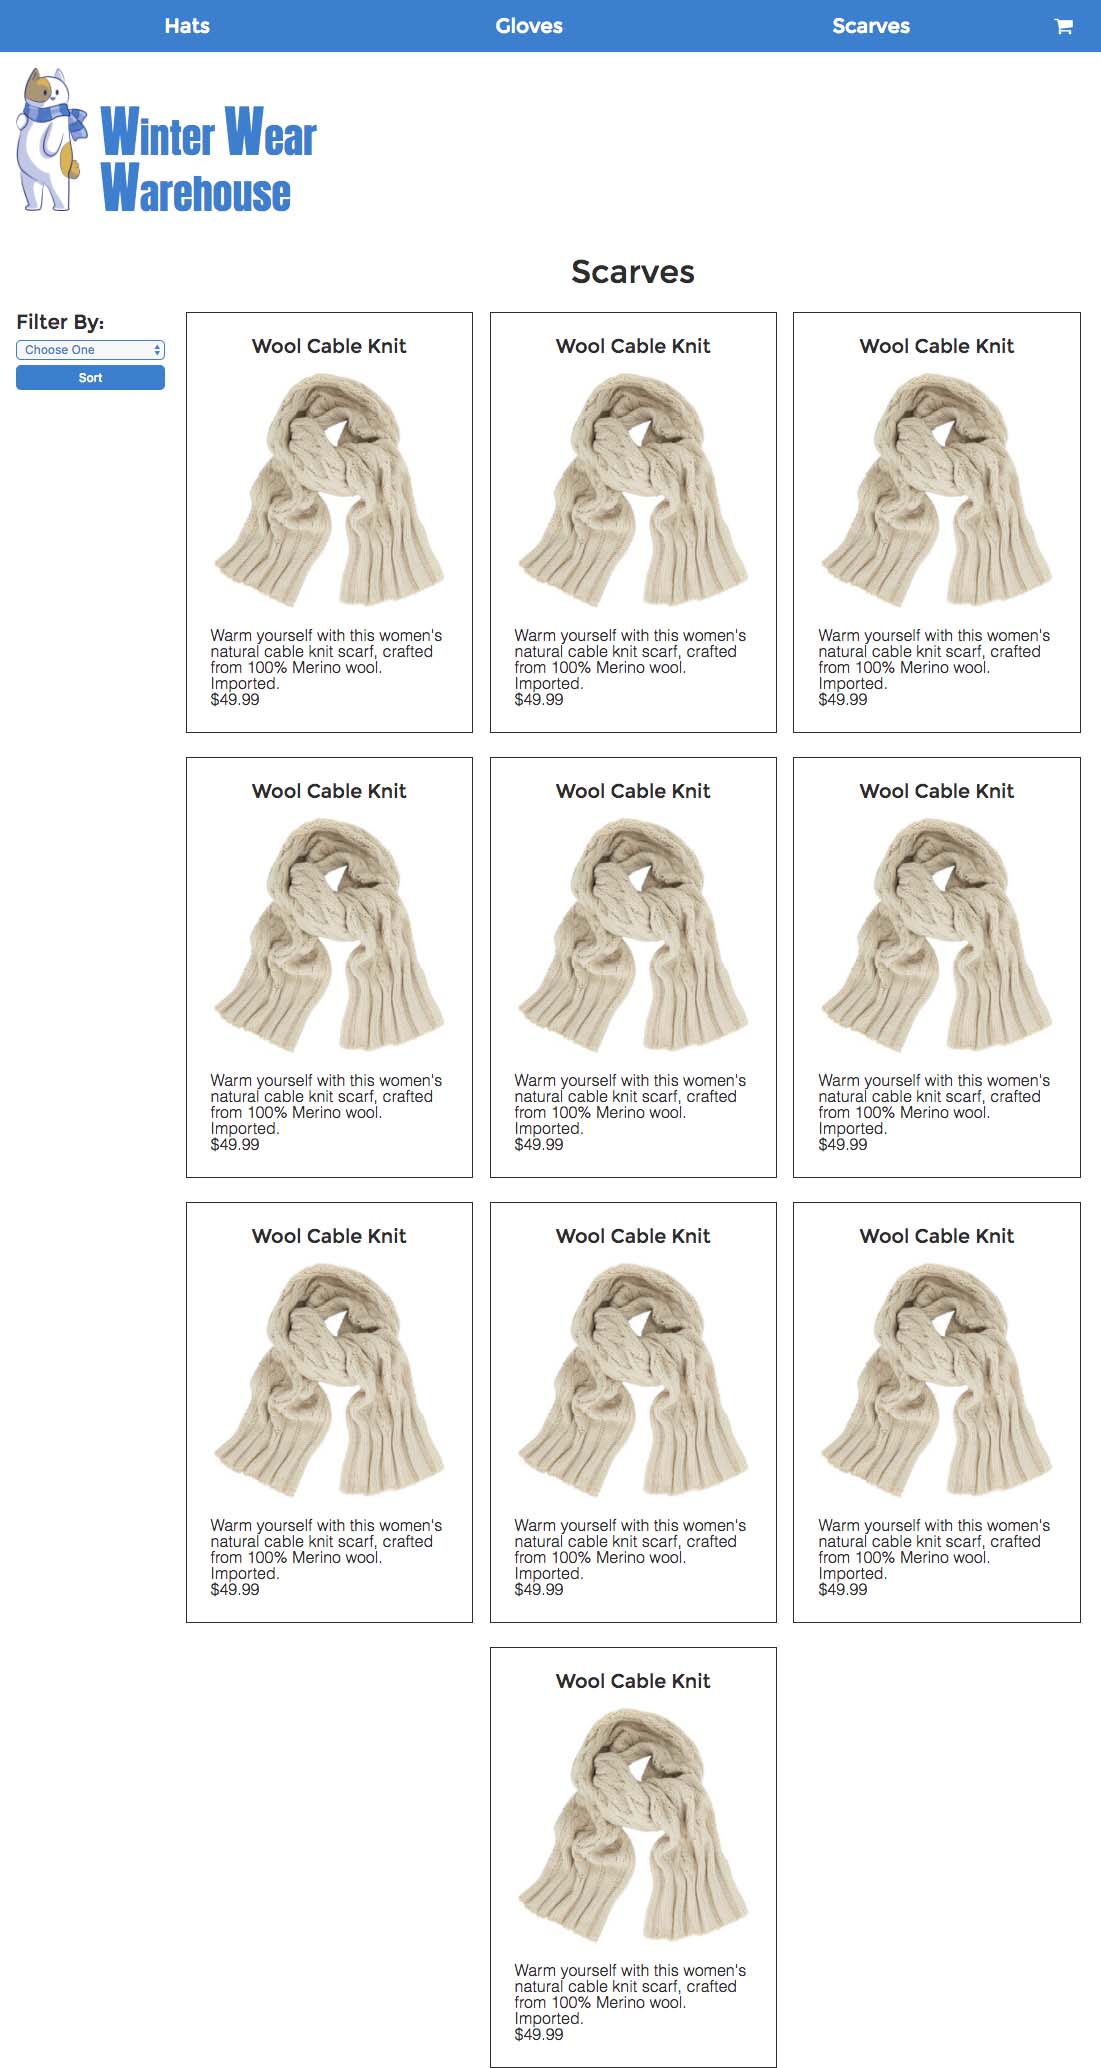 Hats Gloves Scarves
Winter Wear
Warehouse
Scarves
Filter By:
Choose One
Sort
Wool Cable Knit
Warm yourself with this women's
natural cable knit scarf, crafted
from 100% Merino wool.
Imported.
$49.99
Wool Cable Knit
Warm yourself with this women's
natural cable knit scarf, crafted
from 100% Merino wool.
Imported.
$49.99
Wool Cable Knit
Warm yourself with this women's
natural cable knit scarf, crafted
from 100% Merino wool.
Imported.
$49.99
Wool Cable Knit
Warm yourself with this women's
natural cable knit scarf, crafted
from 100% Merino wool.
Imported.
$49.99
Wool Cable Knit
Warm yourself with this women's
natural cable knit scarf, crafted
from 100% Merino wool.
Imported.
$49.99
Wool Cable Knit
Warm yourself with this women's
natural cable knit scarf, crafted
from 100% Merino wool.
Imported.
$49.99
Wool Cable Knit
Warm yourself with this women's
natural cable knit scarf, crafted
from 100% Merino wool.
Imported.
$49.99
Wool Cable Knit
Warm yourself with this women's
natural cable knit scarf, crafted
from 100% Merino wool.
Imported.
$49.99
Wool Cable Knit
Warm yourself with this women's
natural cable knit scarf, crafted
from 100% Merino wool.
Imported.
$49.99
Wool Cable Knit
Warm yourself with this women's
natural cable knit scarf, crafted
from 100% Merino wool.
Imported.
$49.99